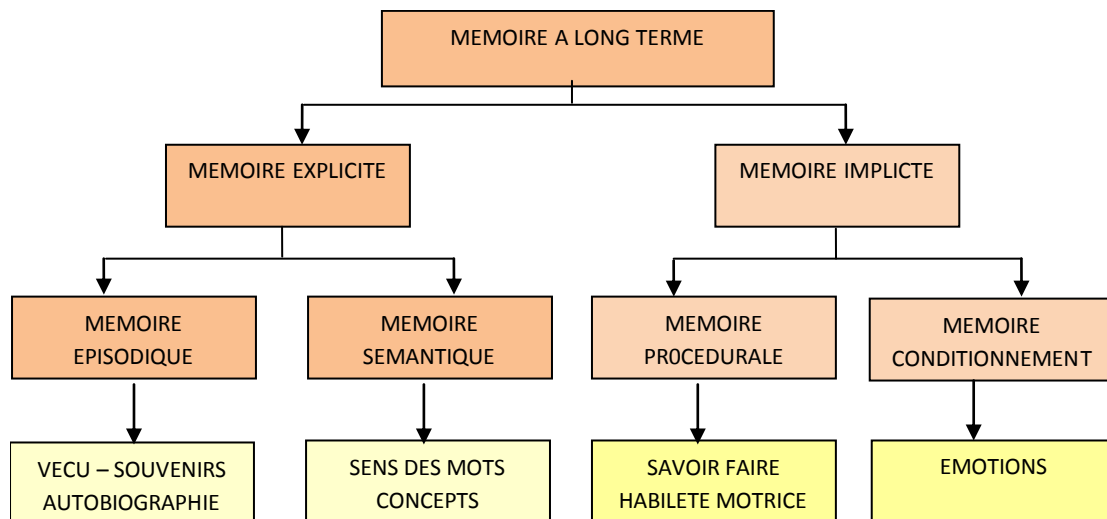 MEMOIRE A LONG TERME
MEMOIRE EXPLICITE
MEMOIRE IMPLICTE
MEMOIRE
EPISODIQUE
MEMOIRE
SEMANTIQUE
MEMOIRE
PR0CEDURALE
MEMOIRE
CONDITIONNEMENT
VECU – SOUVENIRS
AUTOBIOGRAPHIE
SENS DES MOTS
CONCEPTS
SAVOIR FAIRE
HABILETE MOTRICE
EMOTIONS